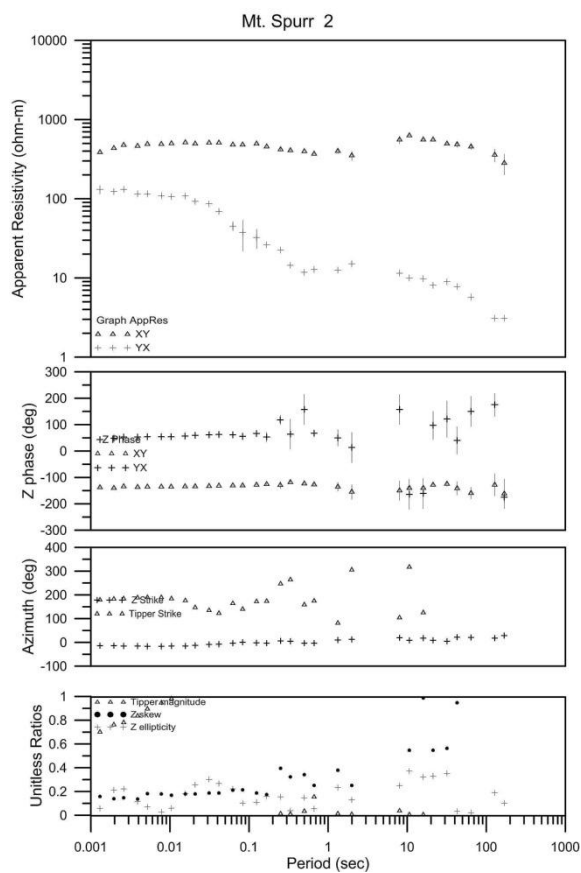 Mt. Spurr 2
10000
1000
100
10
1
Apparent Resistivity (ohm-m)
Graph AppRes
XY
YX
300
200
100
0
-100
-200
-300
Z phase (deg)
Z Phase
XY
YX
400
300
200
100
0
-100
Azimuth (deg)
Z Strike
Tipper Strike
1
0.8
0.6
0.4
0.2
0
Unitless Ratios
Tipper magnitude
Z skew
Z ellipticity
0.001 0.01 0.1 1 10 100 1000
Period (sec)